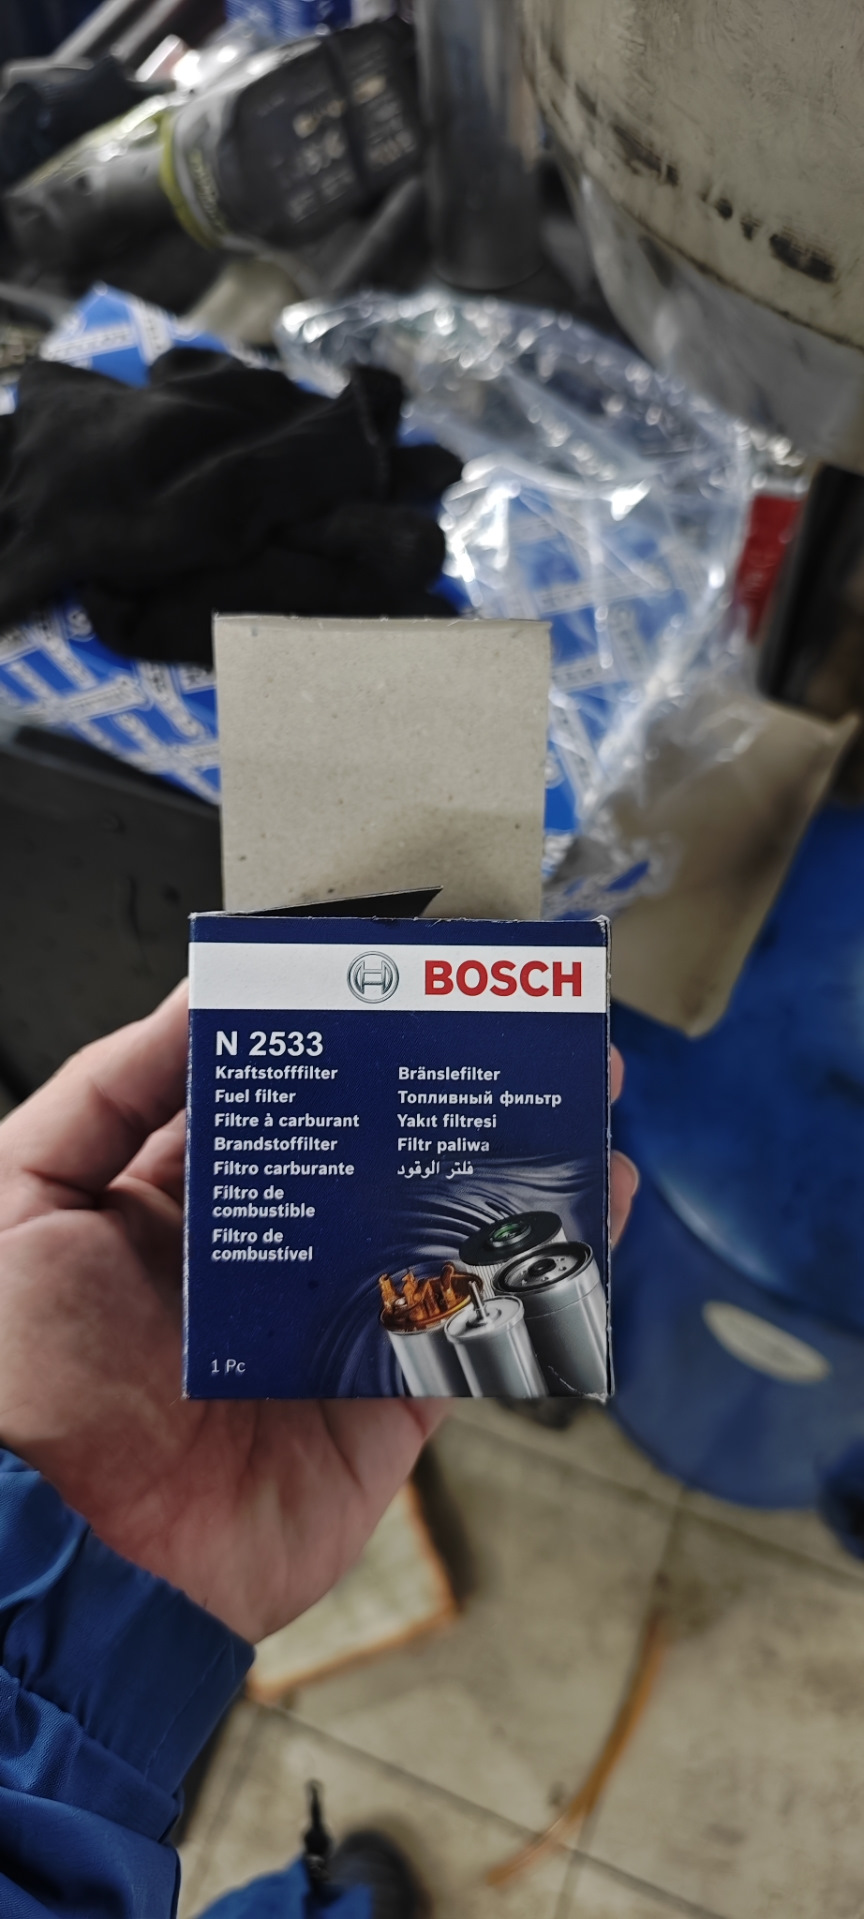 BOSCH
N 2533
Kraftstofffilter
Fuel filter
Filtre à carburant
Brandstoffilter
Filtro carburante
Filtro de
combustible
Filtro de
combustível
Bränslefilter
Топливный фильтр
Yakıt filtresi
Filtr paliwa
فلتر الوقود
1 Pc